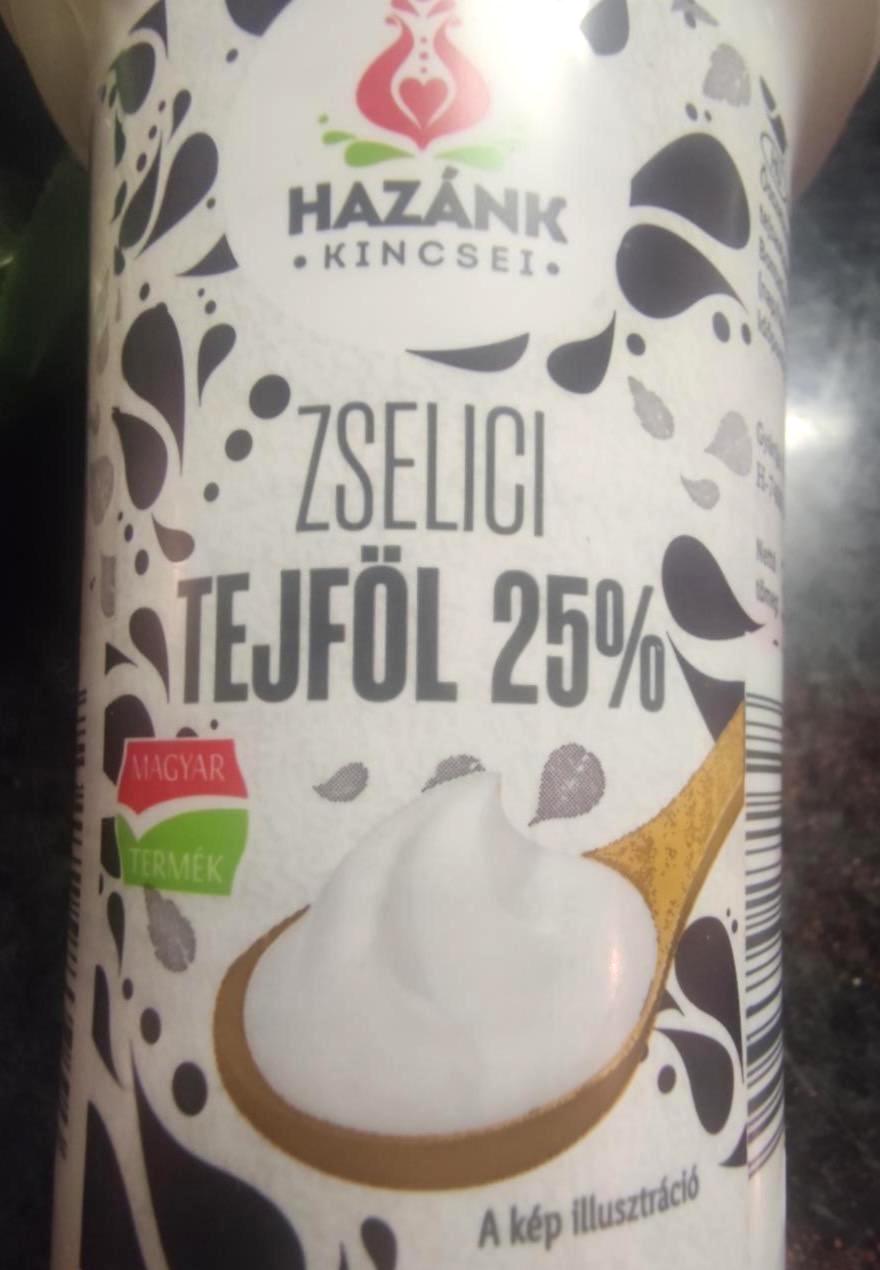 HAZÁNK
• KINCSEI •
ZSELICI
TEJFÖL 25%
MAGYAR
TERMÉK
A kép illusztráció